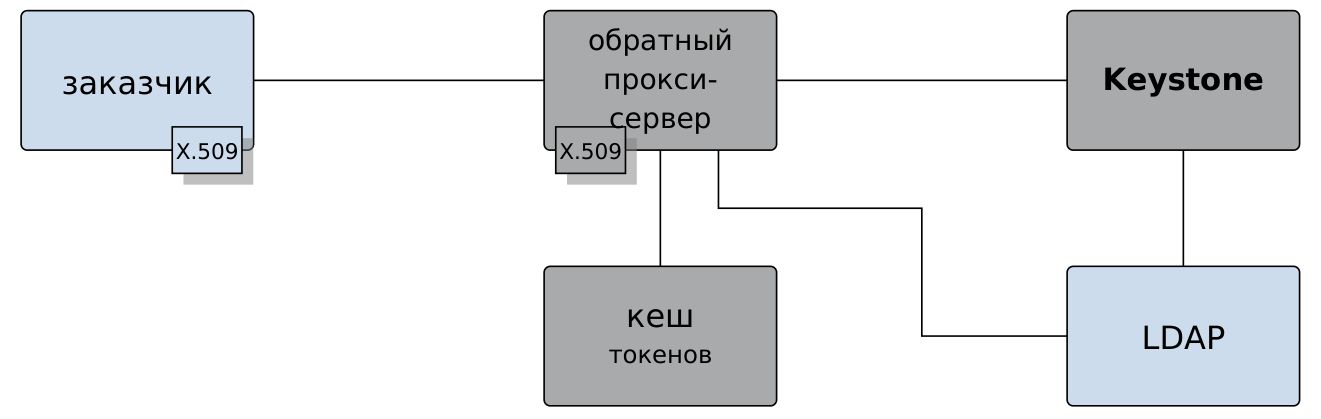 заказчик
X.509
обратный
прокси-
сервер
X.509
Keystone
кеш
токенов
LDAP